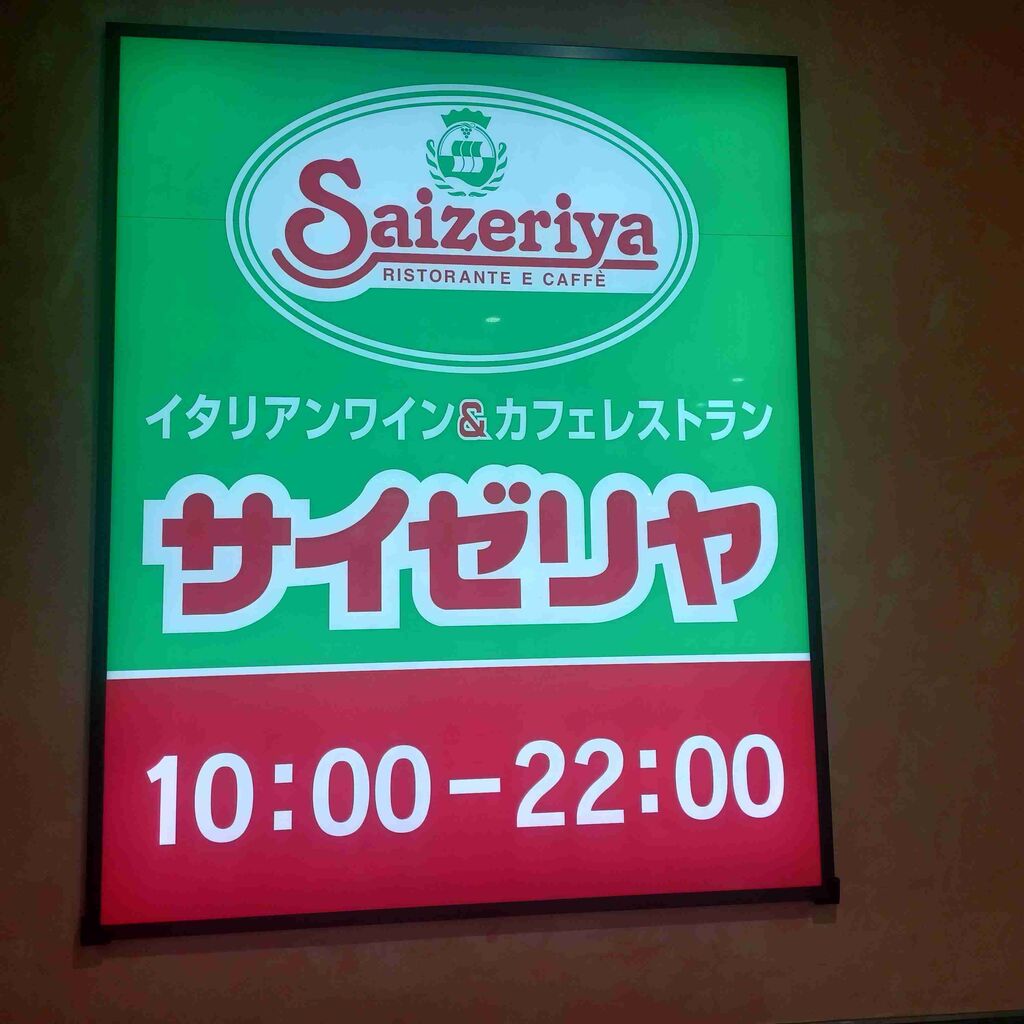 Saizeriya
RISTORANTE E CAFFÈ
イタリアンワイン&カフェレストラン
サイゼリヤ
10:00-22:00